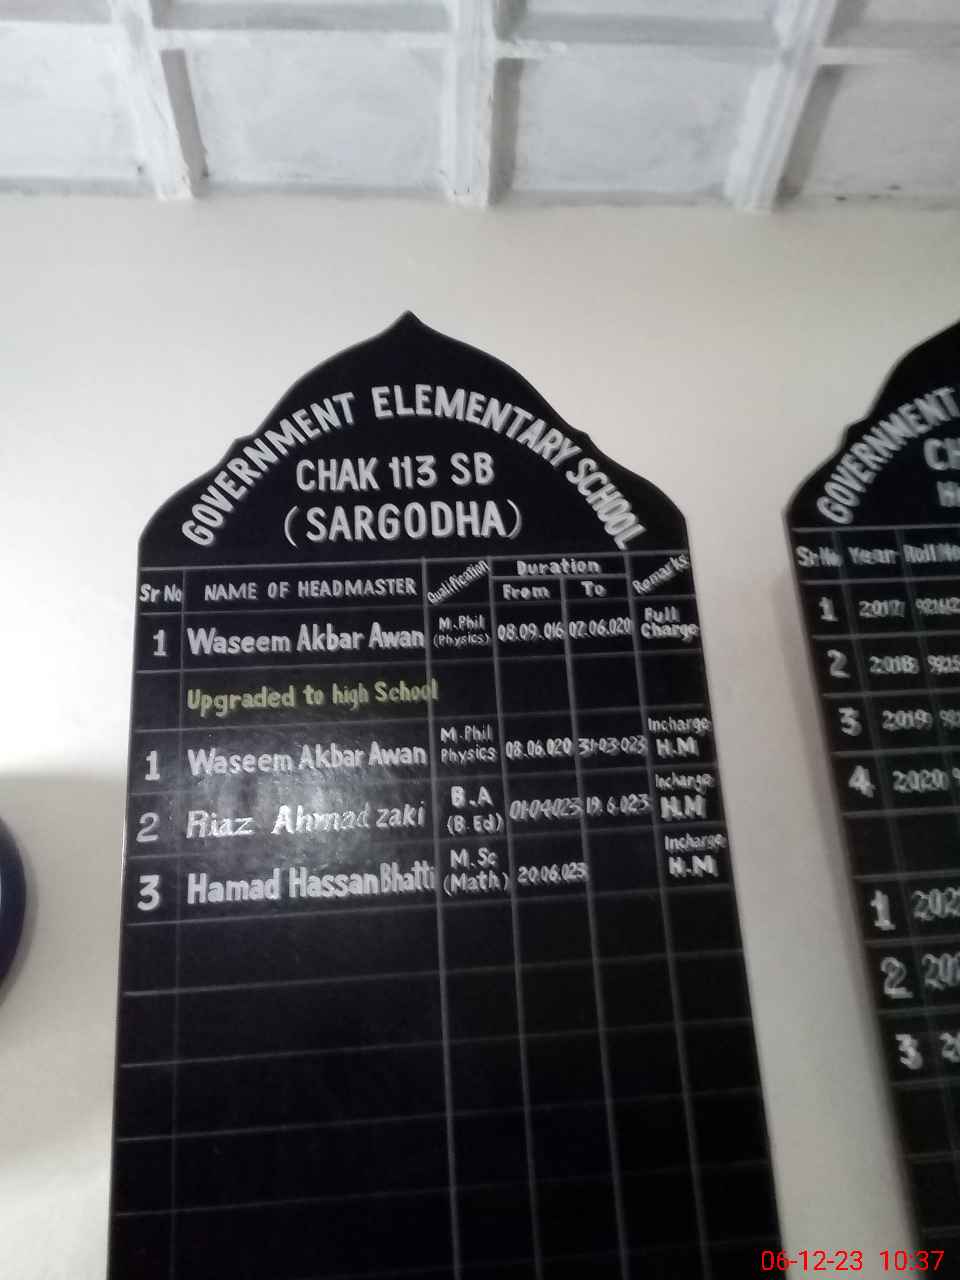 GOVERNMENT ELEMENTARY SCHOOL
CHAK 113 SB
(SARGODHA)
Sr No NAME OF HEADMASTER Qualification Duration From To Remarks
1 Waseem Akbar Awan M.Phil (Physics) 08.09.016 07.06.020 Full Charge
Upgraded to high School
1 Waseem Akbar Awan M.Phil Physics 08.06.020 31-03-023 Incharge H.M
2 Riaz Ahmad zaki B.A (B.Ed) 01-04-023 19.6.023 Incharge H.M
3 Hamad Hassan Bhatti M.Sc (Math) 20.06.023 Incharge H.M
GOVERNMENT
Sr No Year Roll No
1 2017
2 2018
3 2019
4 2020
1
2
3
06-12-23 10:37